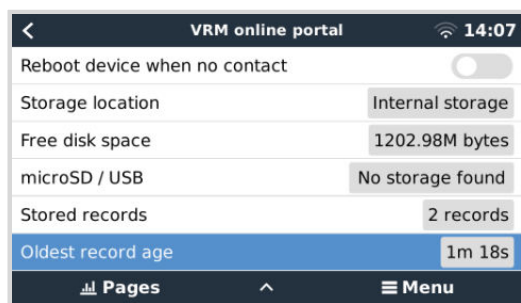 VRM online portal 14:07
Reboot device when no contact
Storage location Internal storage
Free disk space 1202.98M bytes
microSD / USB No storage found
Stored records 2 records
Oldest record age 1m 18s
Pages Menu